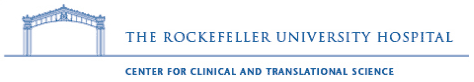 THE ROCKEFELLER UNIVERSITY HOSPITAL
CENTER FOR CLINICAL AND TRANSLATIONAL SCIENCE